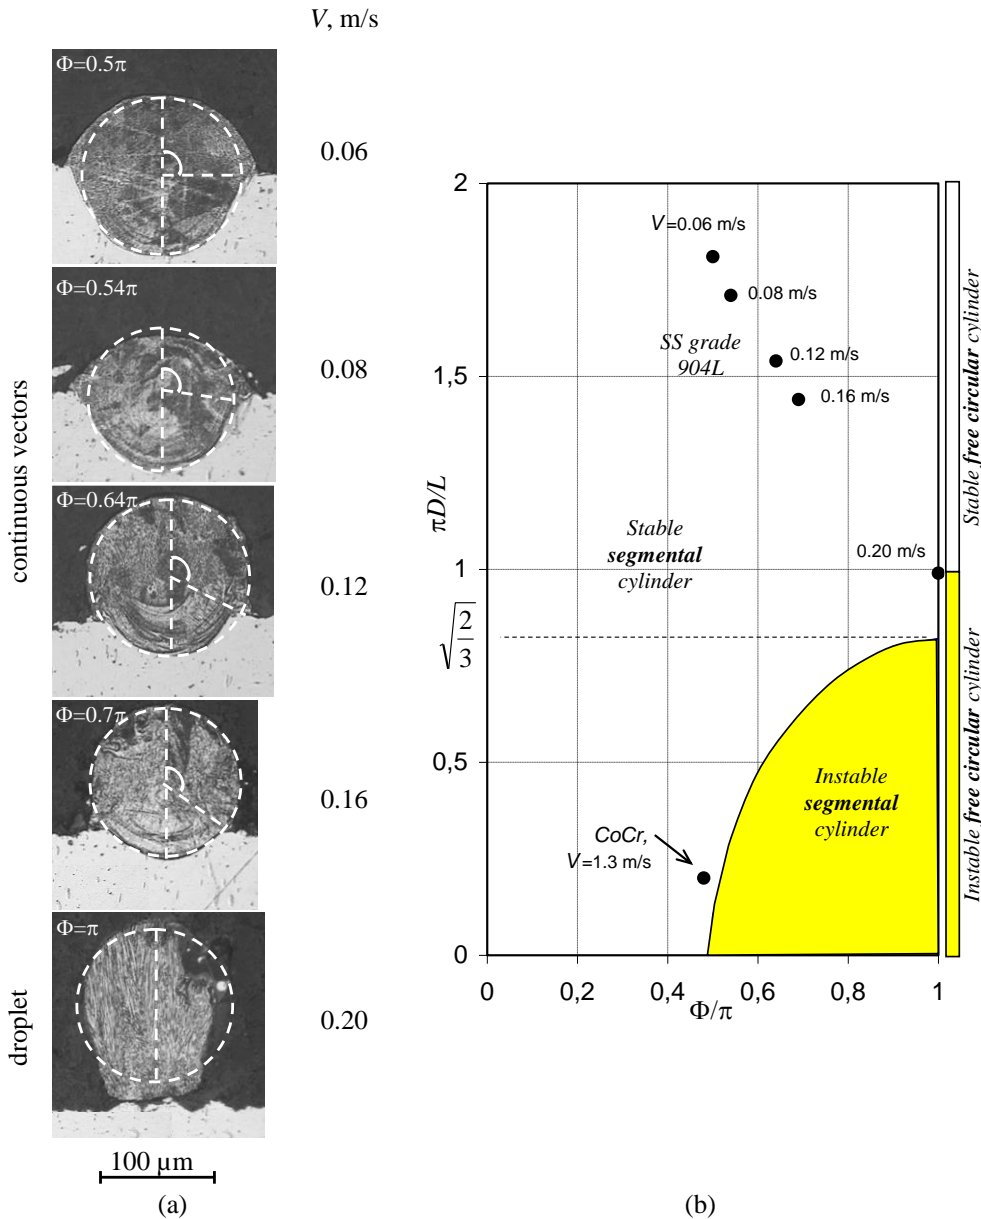 V, m/s
Φ=0.5π
0.06
Φ=0.54π
0.08
Φ=0.64π
0.12
Φ=0.7π
0.16
Φ=π
0.20
continuous vectors
droplet
100 µm
(a)
2
1,5
1
√2/3
0,5
0
πD/L
V=0.06 m/s
0.08 m/s
SS grade
904L
0.12 m/s
0.16 m/s
Stable
segmental
cylinder
0.20 m/s
Instable
segmental
cylinder
CoCr,
V=1.3 m/s
0
0,2
0,4
0,6
0,8
1
Φ/π
Stable free circular cylinder
Instable free circular cylinder
(b)